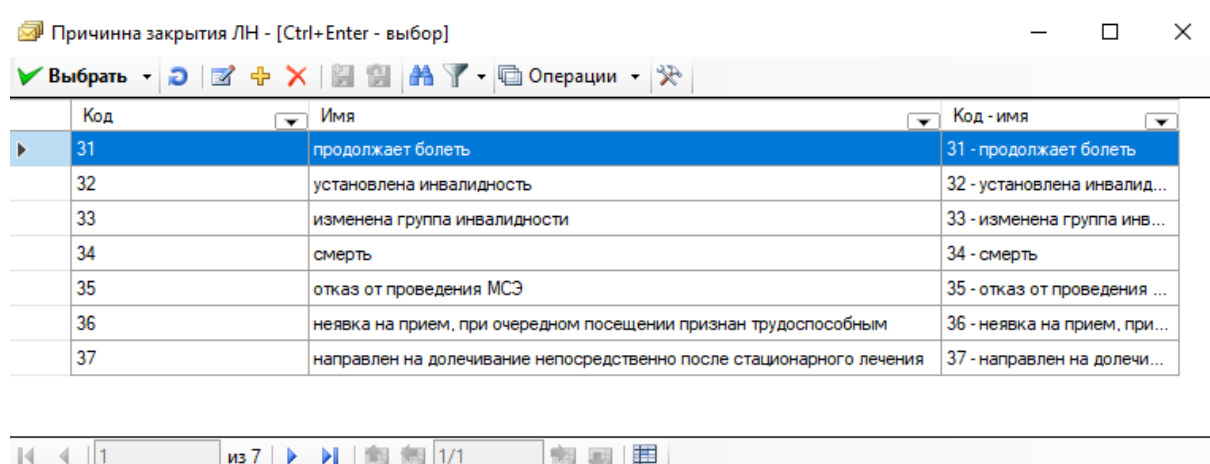 Причинна закрытия ЛН - [Ctrl+Enter - выбор]
Выбрать Операции
Код Имя Код - имя
31 продолжает болеть 31 - продолжает болеть
32 установлена инвалидность 32 - установлена инвалид...
33 изменена группа инвалидности 33 - изменена группа инв...
34 смерть 34 - смерть
35 отказ от проведения МСЭ 35 - отказ от проведения ...
36 неявка на прием, при очередном посещении признан трудоспособным 36 - неявка на прием, при...
37 направлен на долечивание непосредственно после стационарного лечения 37 - направлен на долечи...
1 из 7 1/1